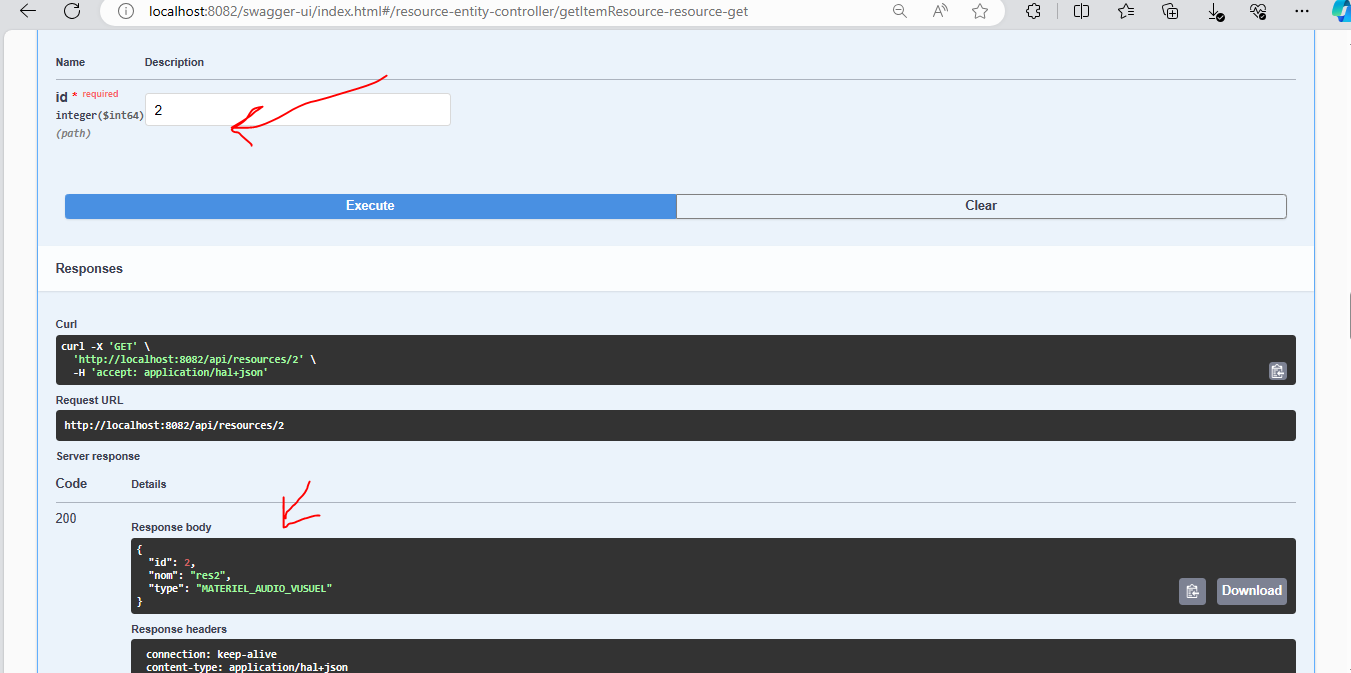 localhost:8082/swagger-ui/index.html#/resource-entity-controller/getItemResource-resource-get
Name Description
id * required
integer($int64)
(path)
2
Execute Clear
Responses
Curl
curl -X 'GET' \
'http://localhost:8082/api/resources/2' \
-H 'accept: application/hal+json'
Request URL
http://localhost:8082/api/resources/2
Server response
Code Details
200
Response body
{
"id": 2,
"nom": "res2",
"type": "MATERIEL_AUDIO_VUSUEL"
}
Download
Response headers
connection: keep-alive
content-type: application/hal+json